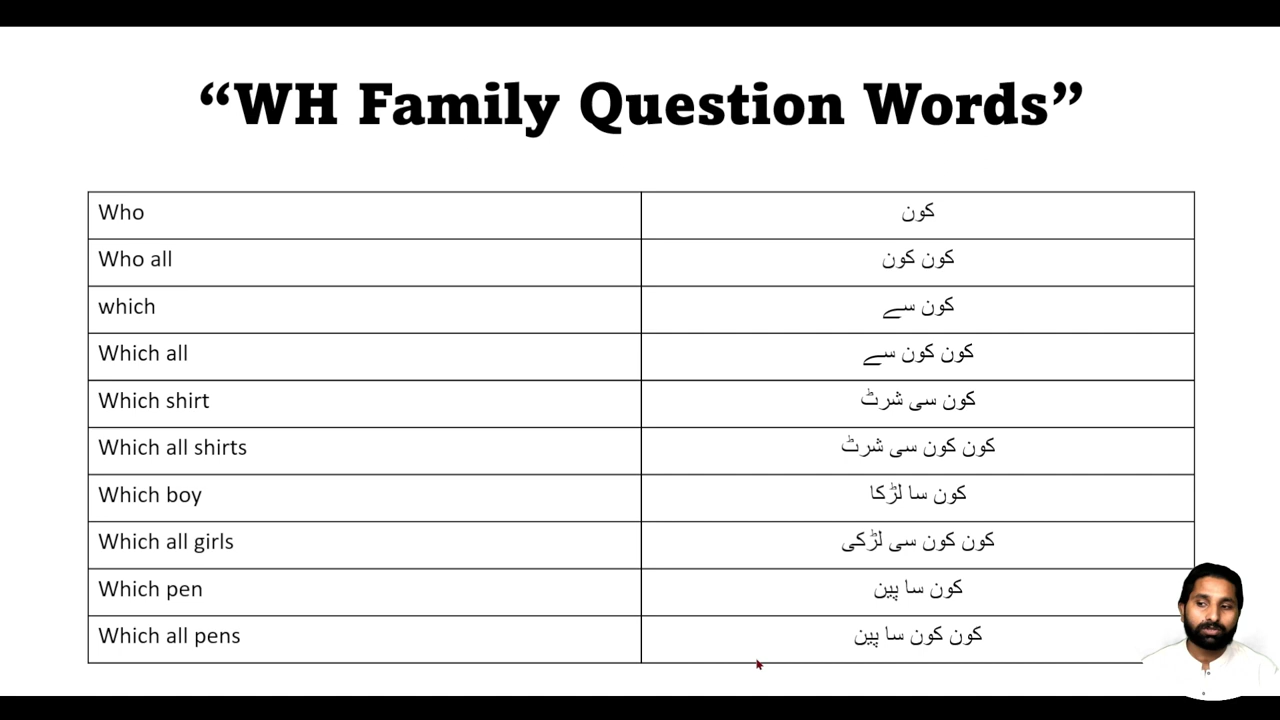 “WH Family Question Words”
Who
کون
Who all
کون کون
which
کون سے
Which all
کون کون سے
Which shirt
کون سی شرٹ
Which all shirts
کون کون سی شرٹ
Which boy
کون سا لڑکا
Which all girls
کون کون سی لڑکی
Which pen
کون سا پین
Which all pens
کون کون سا پین